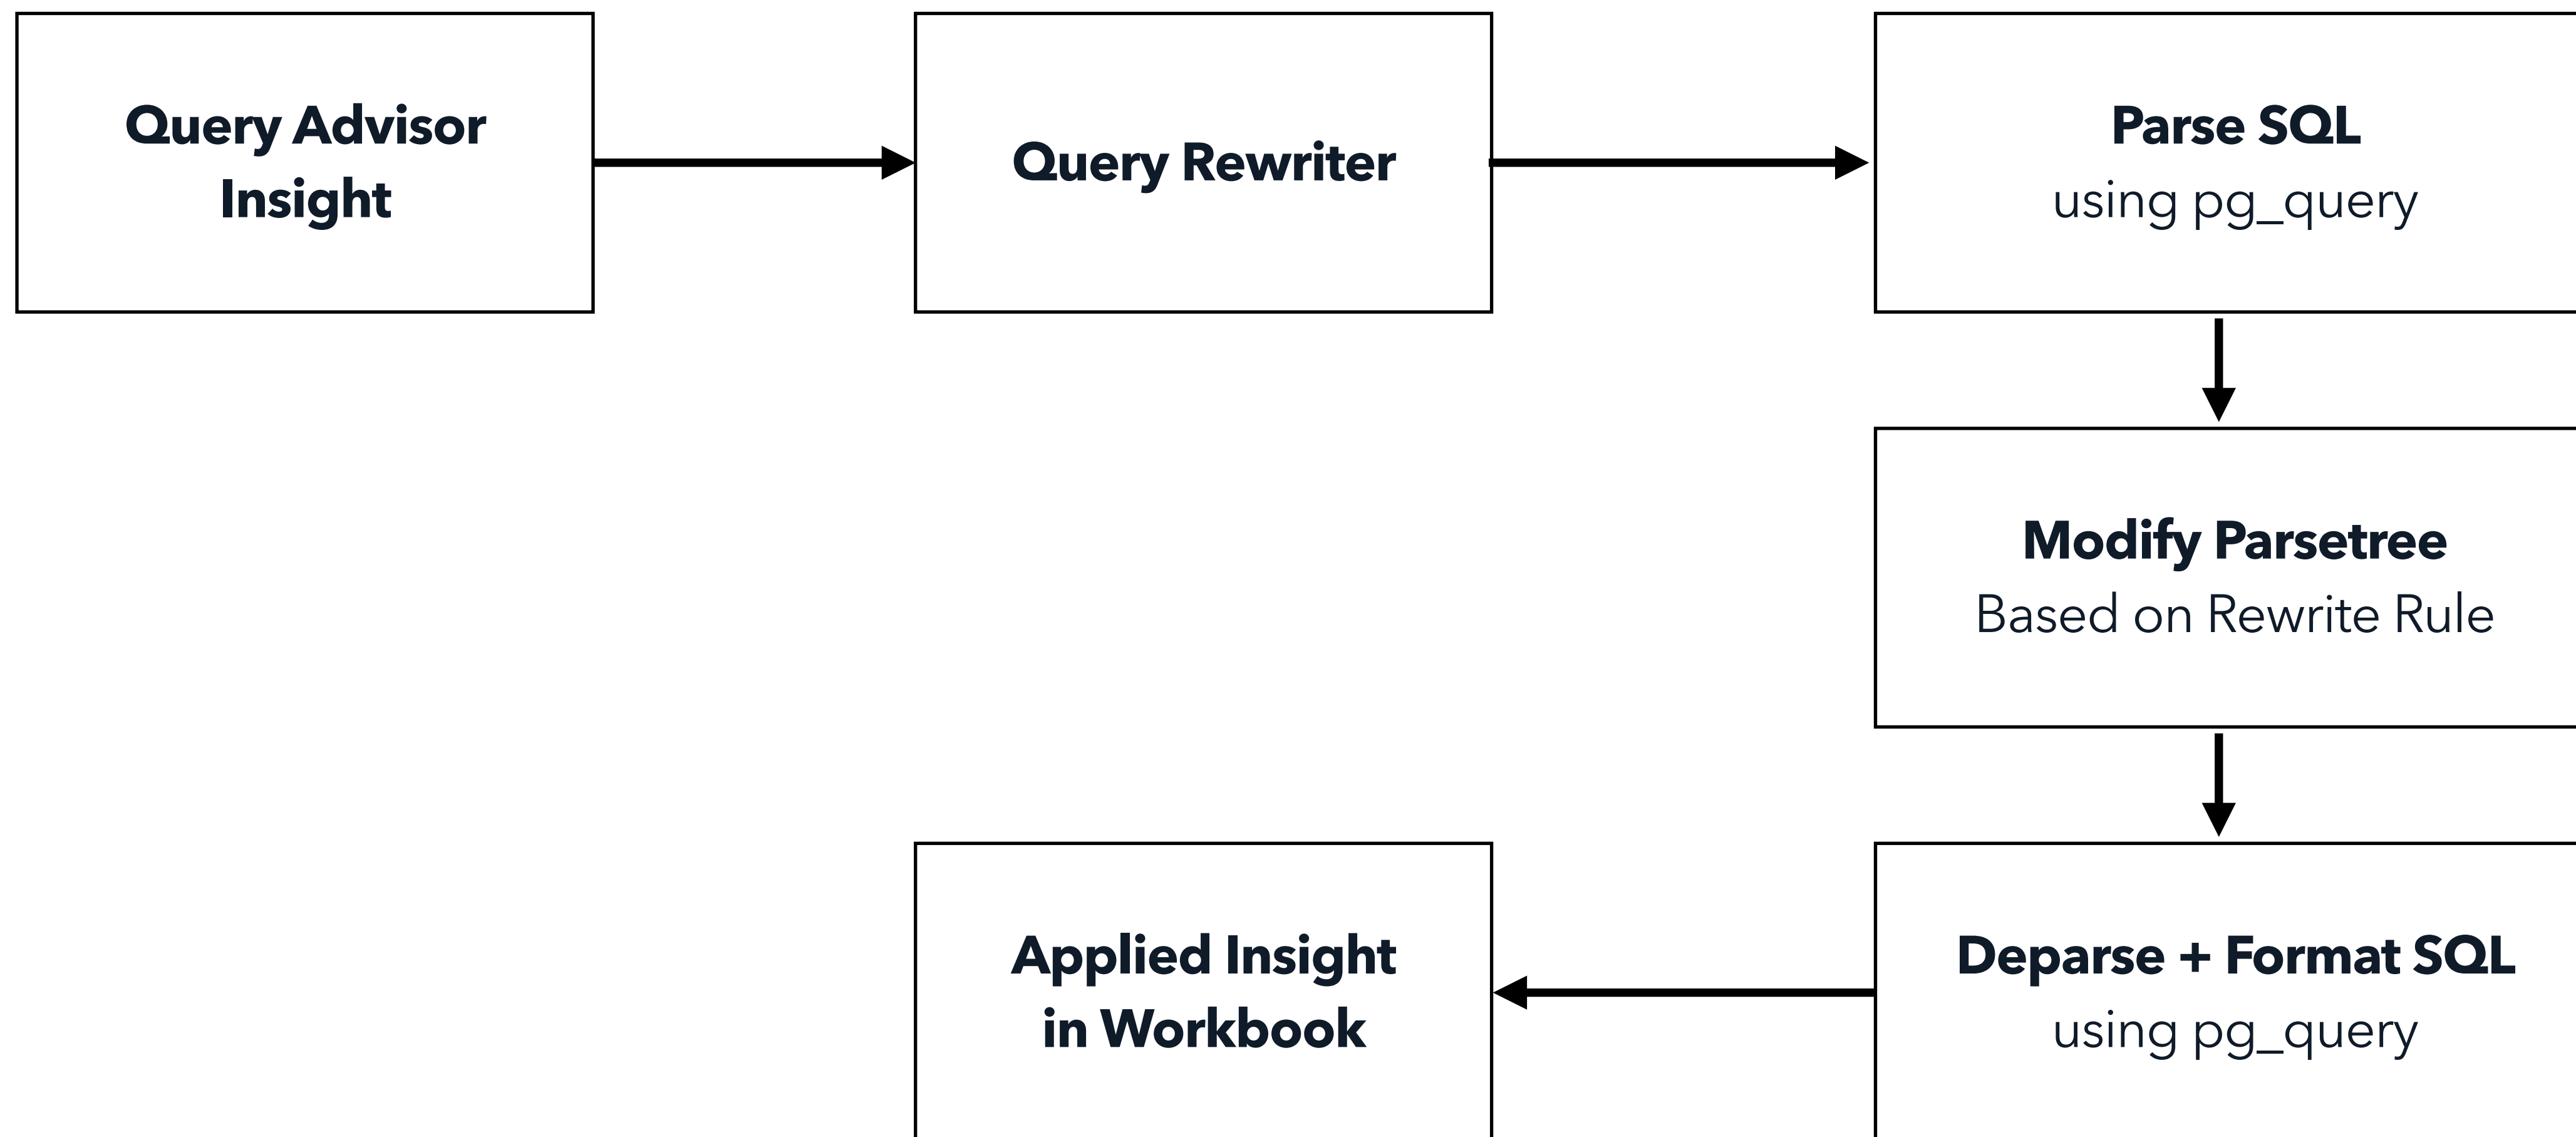 Query Advisor
Insight
Query Rewriter
Parse SQL
using pg_query
Modify Parsetree
Based on Rewrite Rule
Deparse + Format SQL
using pg_query
Applied Insight
in Workbook